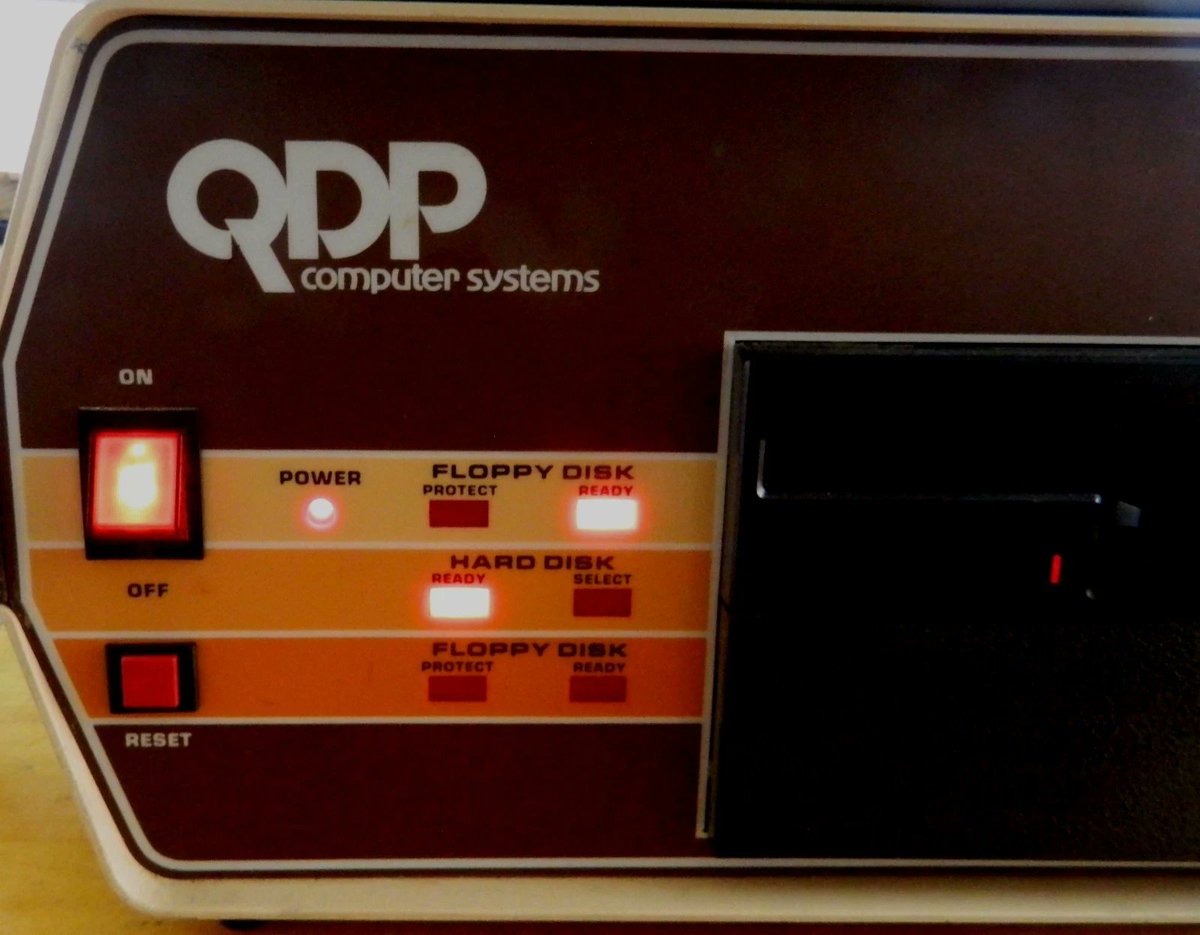 QDP
computer systems
ON
POWER
FLOPPY DISK
PROTECT READY
OFF
HARD DISK
READY SELECT
FLOPPY DISK
PROTECT READY
RESET